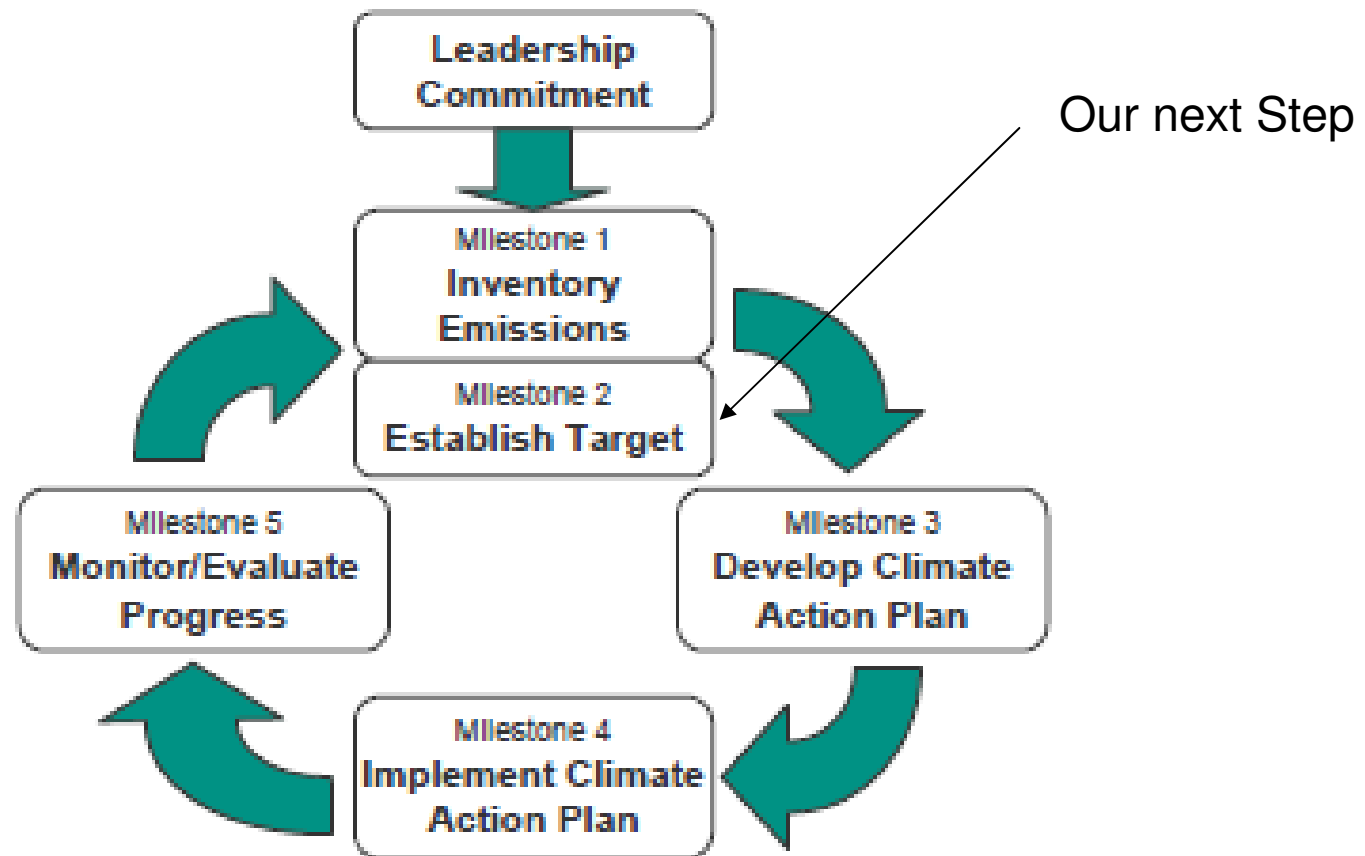 Leadership
Commitment
Our next Step
Milestone 1
Inventory
Emissions
Milestone 2
Establish Target
Milestone 5
Monitor/Evaluate
Progress
Milestone 3
Develop Climate
Action Plan
Milestone 4
Implement Climate
Action Plan